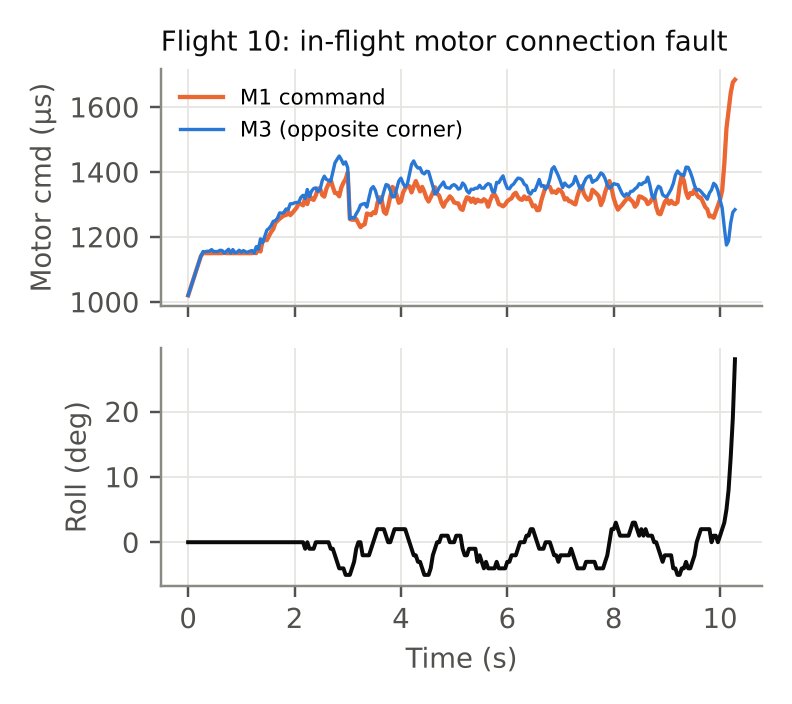 Flight 10: in-flight motor connection fault
Motor cmd (µs)
1600
1400
1200
1000
M1 command
M3 (opposite corner)
Roll (deg)
20
10
0
0 2 4 6 8 10
Time (s)